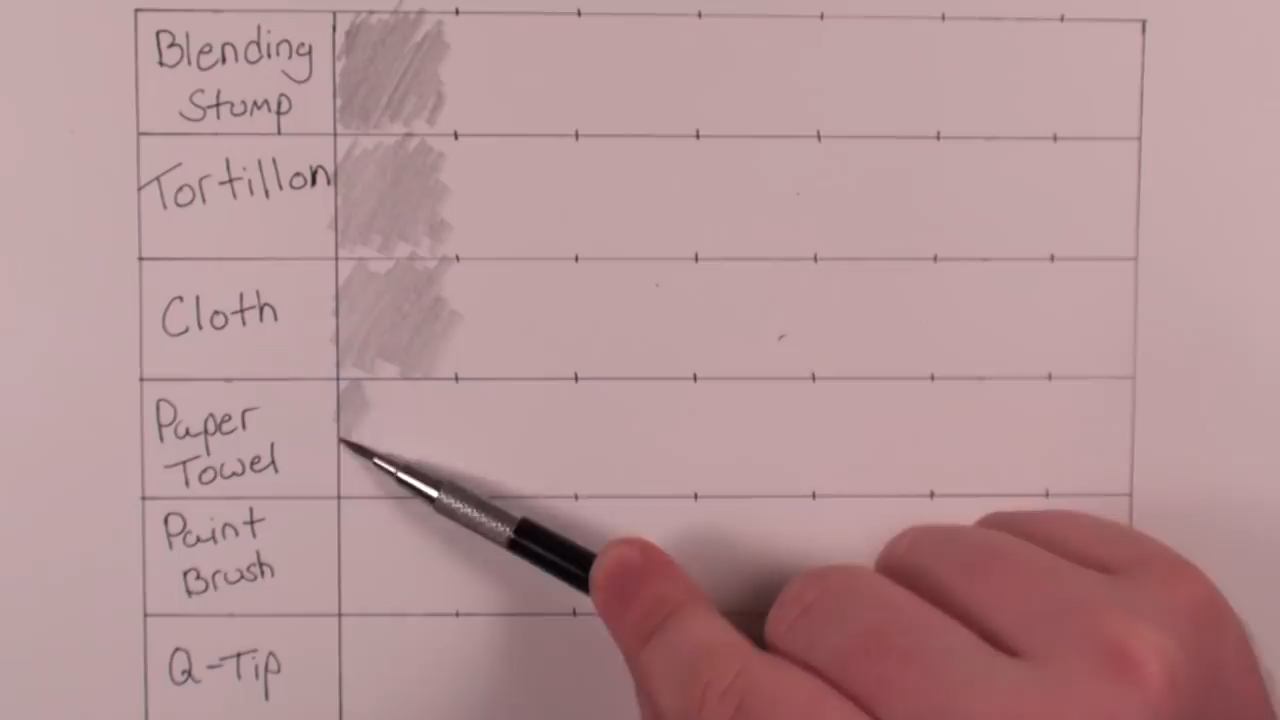 Blending
Stump
Tortillon
Cloth
Paper
Towel
Paint
Brush
Q-Tip